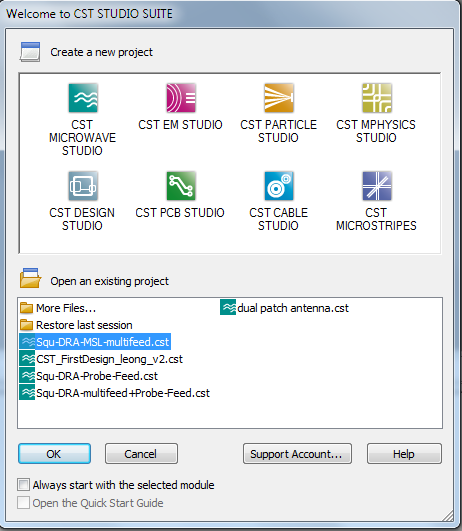 Welcome to CST STUDIO SUITE
Create a new project
CST MICROWAVE STUDIO
CST EM STUDIO
CST PARTICLE STUDIO
CST MPHYSICS STUDIO
CST DESIGN STUDIO
CST PCB STUDIO
CST CABLE STUDIO
CST MICROSTRIPES
Open an existing project
More Files...
Restore last session
Squ-DRA-MSL-multifeed.cst
CST_FirstDesign_leong_v2.cst
Squ-DRA-Probe-Feed.cst
Squ-DRA-multifeed+Probe-Feed.cst
dual patch antenna.cst
OK
Cancel
Support Account...
Help
Always start with the selected module
Open the Quick Start Guide